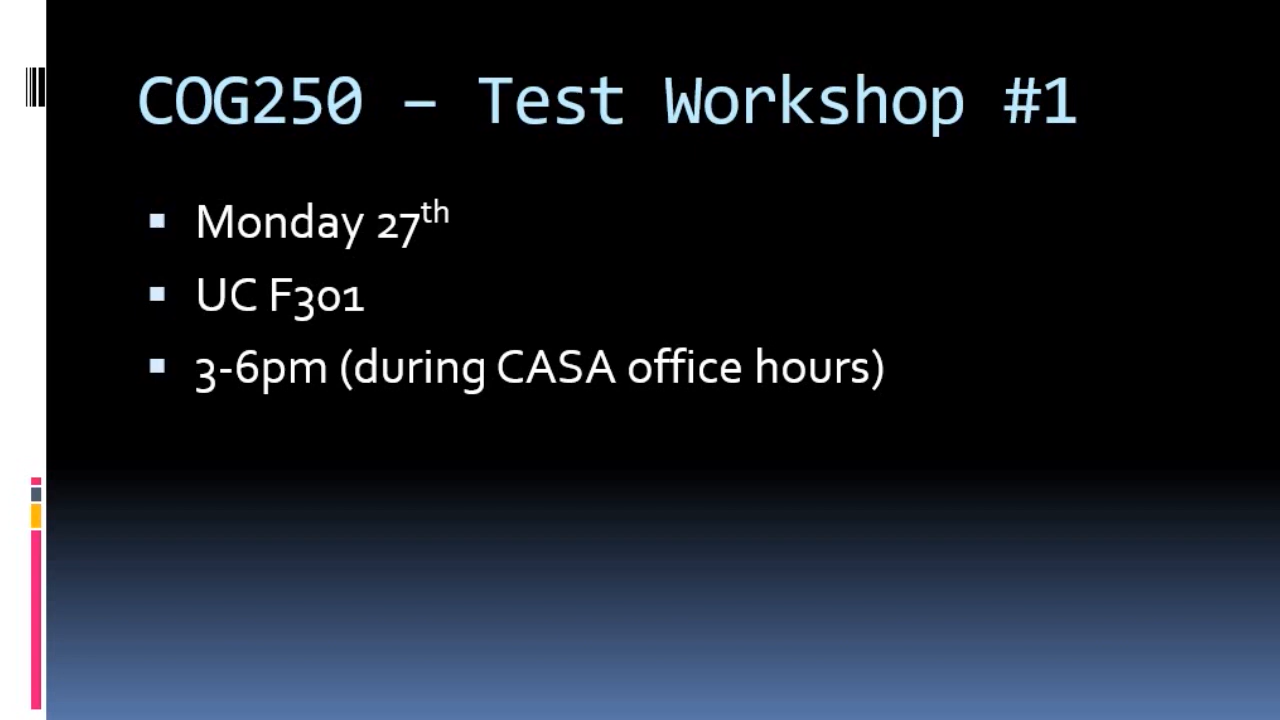 COG250 – Test Workshop #1
Monday 27th
UC F301
3-6pm (during CASA office hours)